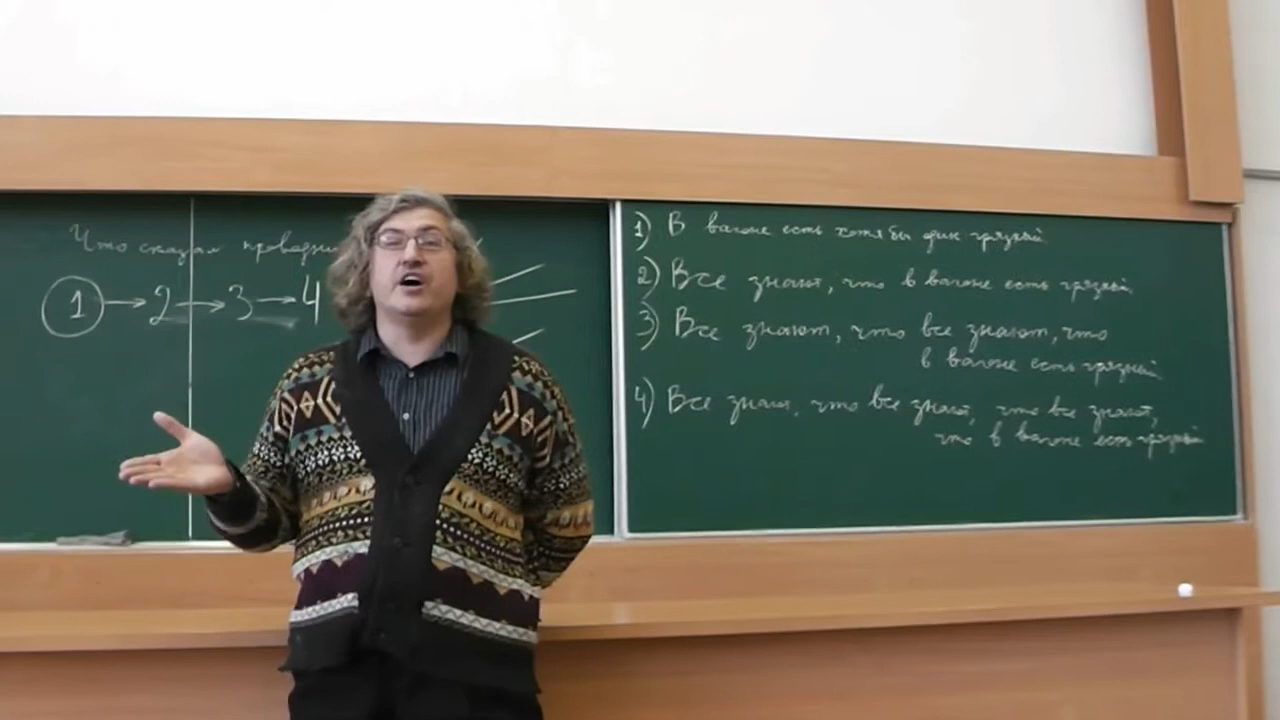 Что сказал проводни
1 → 2 → 3 → 4
1) В вагоне есть хотя бы один грязный
2) Все знают, что в вагоне есть грязный
3) Все знают, что все знают, что
в вагоне есть грязный
4) Все знают, что все знают, что все знают,
что в вагоне есть грязный